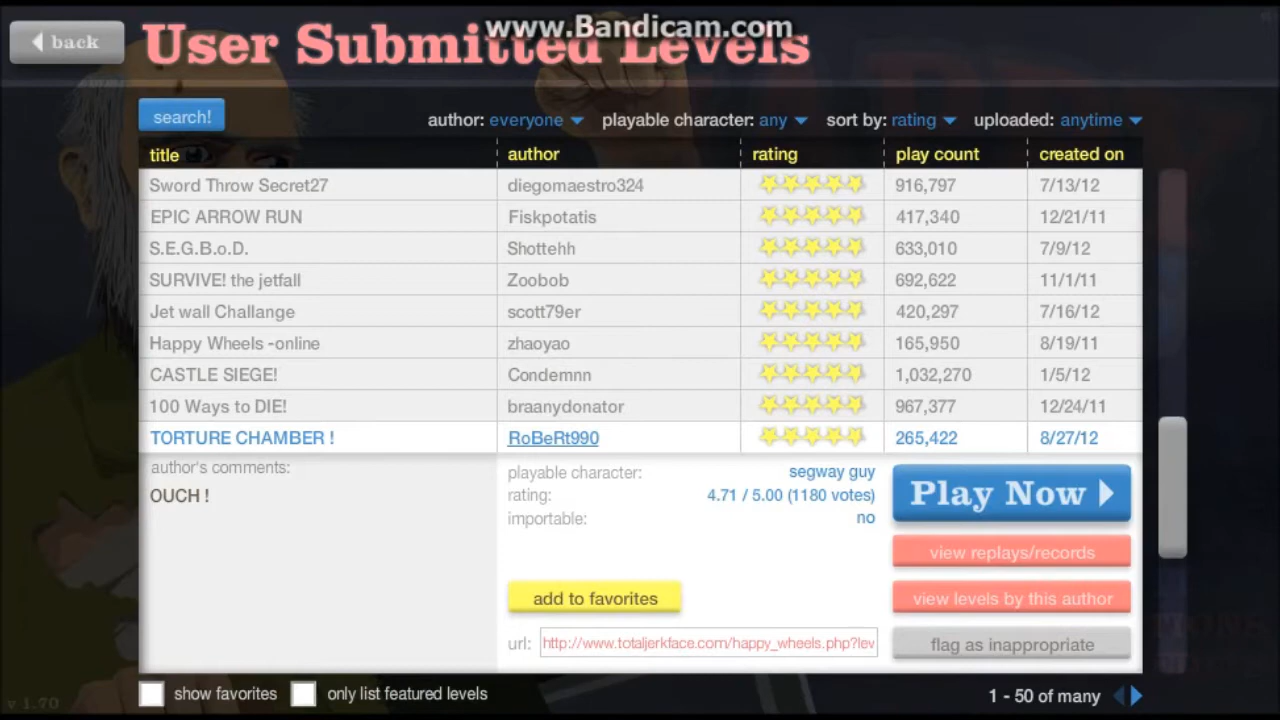 www.Bandicam.com
back
User Submitted Levels
search!
author: everyone playable character: any sort by: rating uploaded: anytime
title author rating play count created on
Sword Throw Secret27 diegomaestro324 916,797 7/13/12
EPIC ARROW RUN Fiskpotatis 417,340 12/21/11
S.E.G.B.o.D. Shottehh 633,010 7/9/12
SURVIVE! the jetfall Zoobob 692,622 11/1/11
Jet wall Challange scott79er 420,297 7/16/12
Happy Wheels -online zhaoyao 165,950 8/19/11
CASTLE SIEGE! Condemnn 1,032,270 1/5/12
100 Ways to DIE! braanydonator 967,377 12/24/11
TORTURE CHAMBER ! RoBeRt990 265,422 8/27/12
author's comments:
OUCH !
playable character: segway guy
rating: 4.71 / 5.00 (1180 votes)
importable: no
Play Now
view replays/records
add to favorites
view levels by this author
url: http://www.totaljerkface.com/happy_wheels.php?lev
flag as inappropriate
show favorites only list featured levels
1 - 50 of many
v 1.70